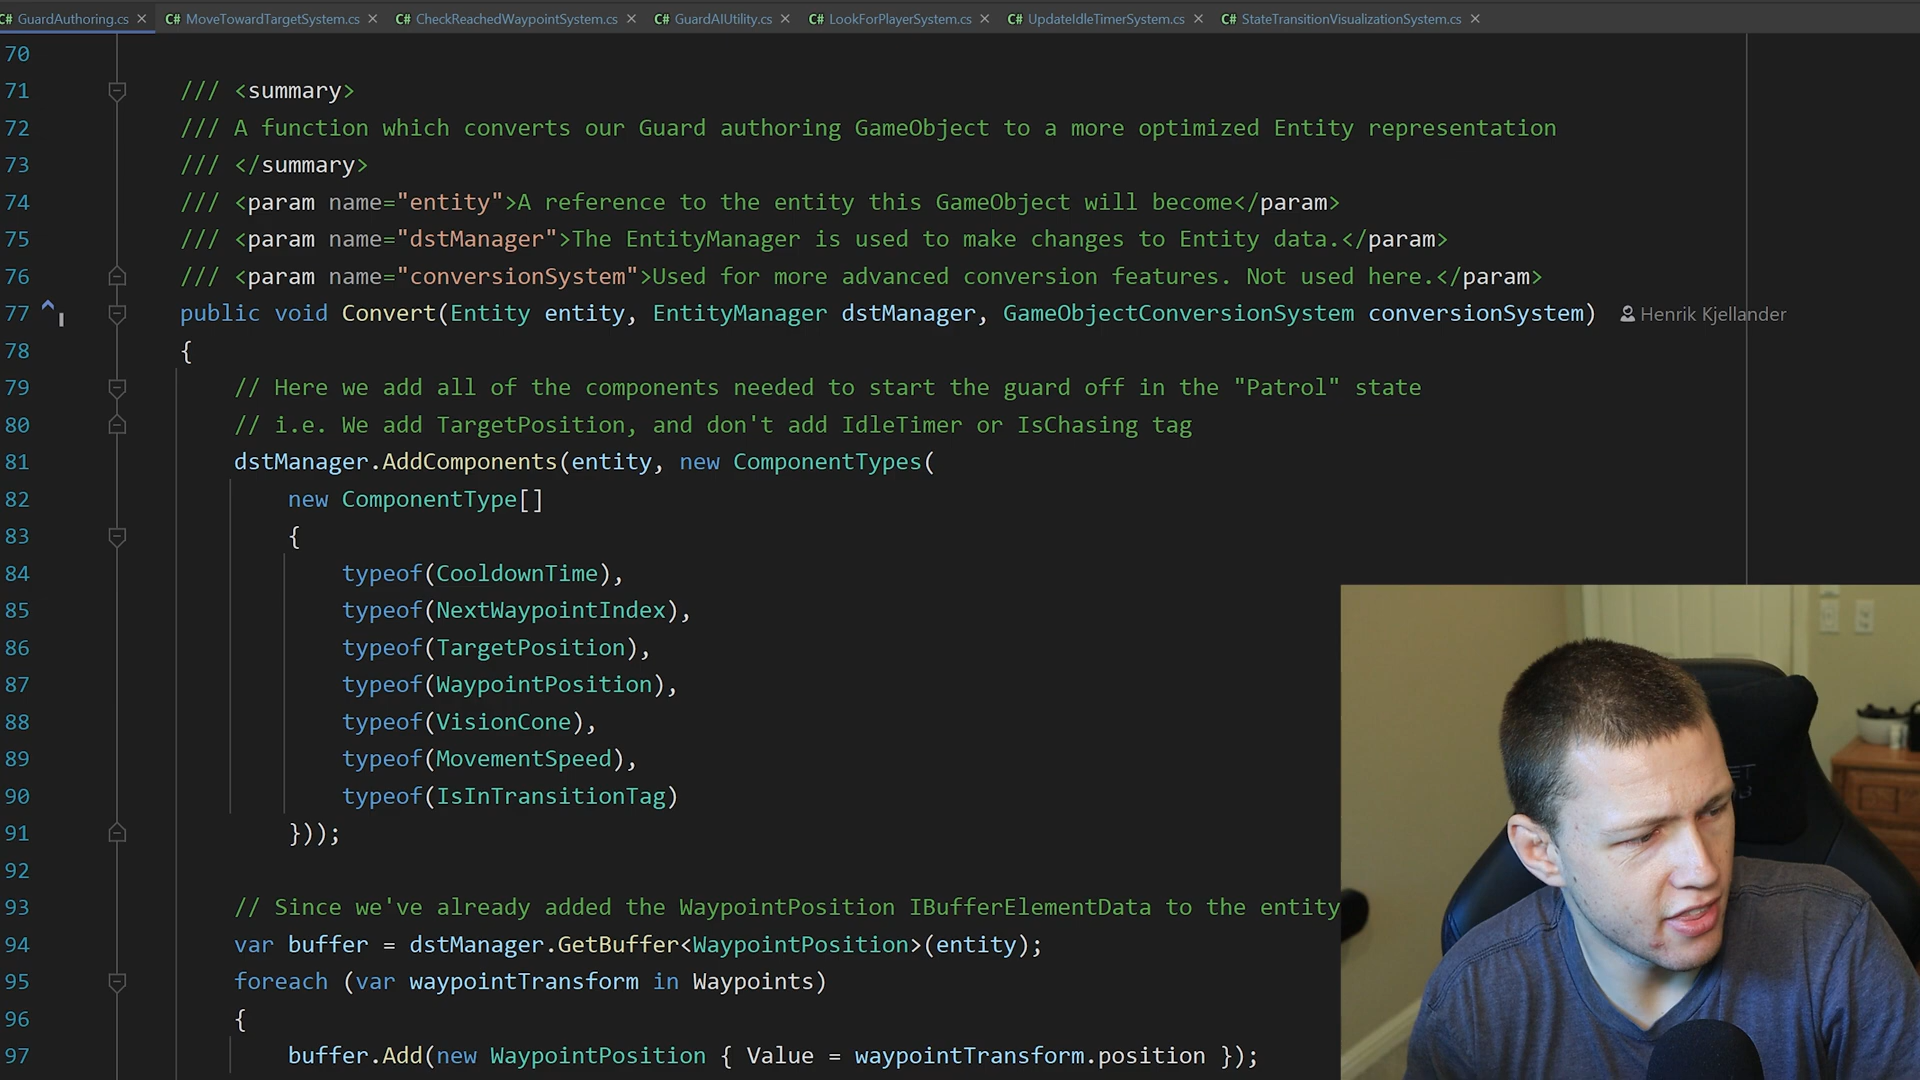 C# GuardAuthoring.cs × C# MoveTowardTargetSystem.cs × C# CheckReachedWaypointSystem.cs × C# GuardAIUtility.cs × C# LookForPlayerSystem.cs × C# UpdateIdleTimerSystem.cs × C# StateTransitionVisualizationSystem.cs ×
70
71 /// <summary>
72 /// A function which converts our Guard authoring GameObject to a more optimized Entity representation
73 /// </summary>
74 /// <param name="entity">A reference to the entity this GameObject will become</param>
75 /// <param name="dstManager">The EntityManager is used to make changes to Entity data.</param>
76 /// <param name="conversionSystem">Used for more advanced conversion features. Not used here.</param>
77 public void Convert(Entity entity, EntityManager dstManager, GameObjectConversionSystem conversionSystem) Henrik Kjellander
78 {
79 // Here we add all of the components needed to start the guard off in the "Patrol" state
80 // i.e. We add TargetPosition, and don't add IdleTimer or IsChasing tag
81 dstManager.AddComponents(entity, new ComponentTypes(
82 new ComponentType[]
83 {
84 typeof(CooldownTime),
85 typeof(NextWaypointIndex),
86 typeof(TargetPosition),
87 typeof(WaypointPosition),
88 typeof(VisionCone),
89 typeof(MovementSpeed),
90 typeof(IsInTransitionTag)
91 }));
92
93 // Since we've already added the WaypointPosition IBufferElementData to the entity
94 var buffer = dstManager.GetBuffer<WaypointPosition>(entity);
95 foreach (var waypointTransform in Waypoints)
96 {
97 buffer.Add(new WaypointPosition { Value = waypointTransform.position });